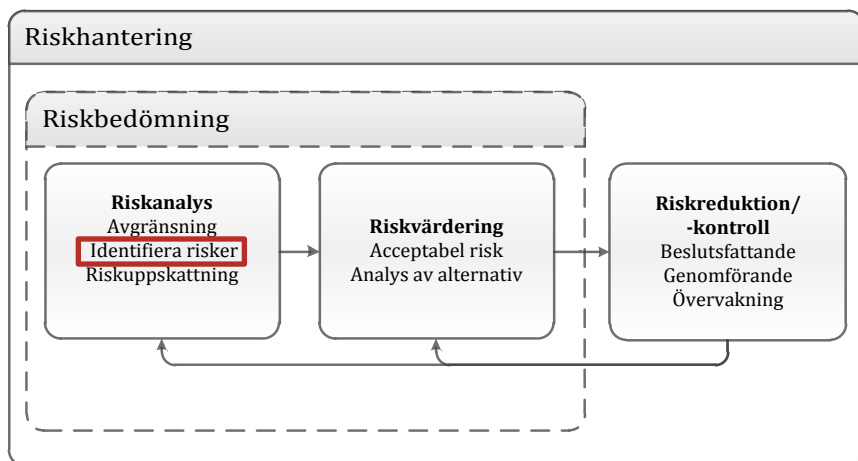 Riskhantering
Riskbedömning
Riskanalys
Avgränsning
Identifiera risker
Riskuppskattning
Riskvärdering
Acceptabel risk
Analys av alternativ
Riskreduktion/
-kontroll
Beslutsfattande
Genomförande
Övervakning